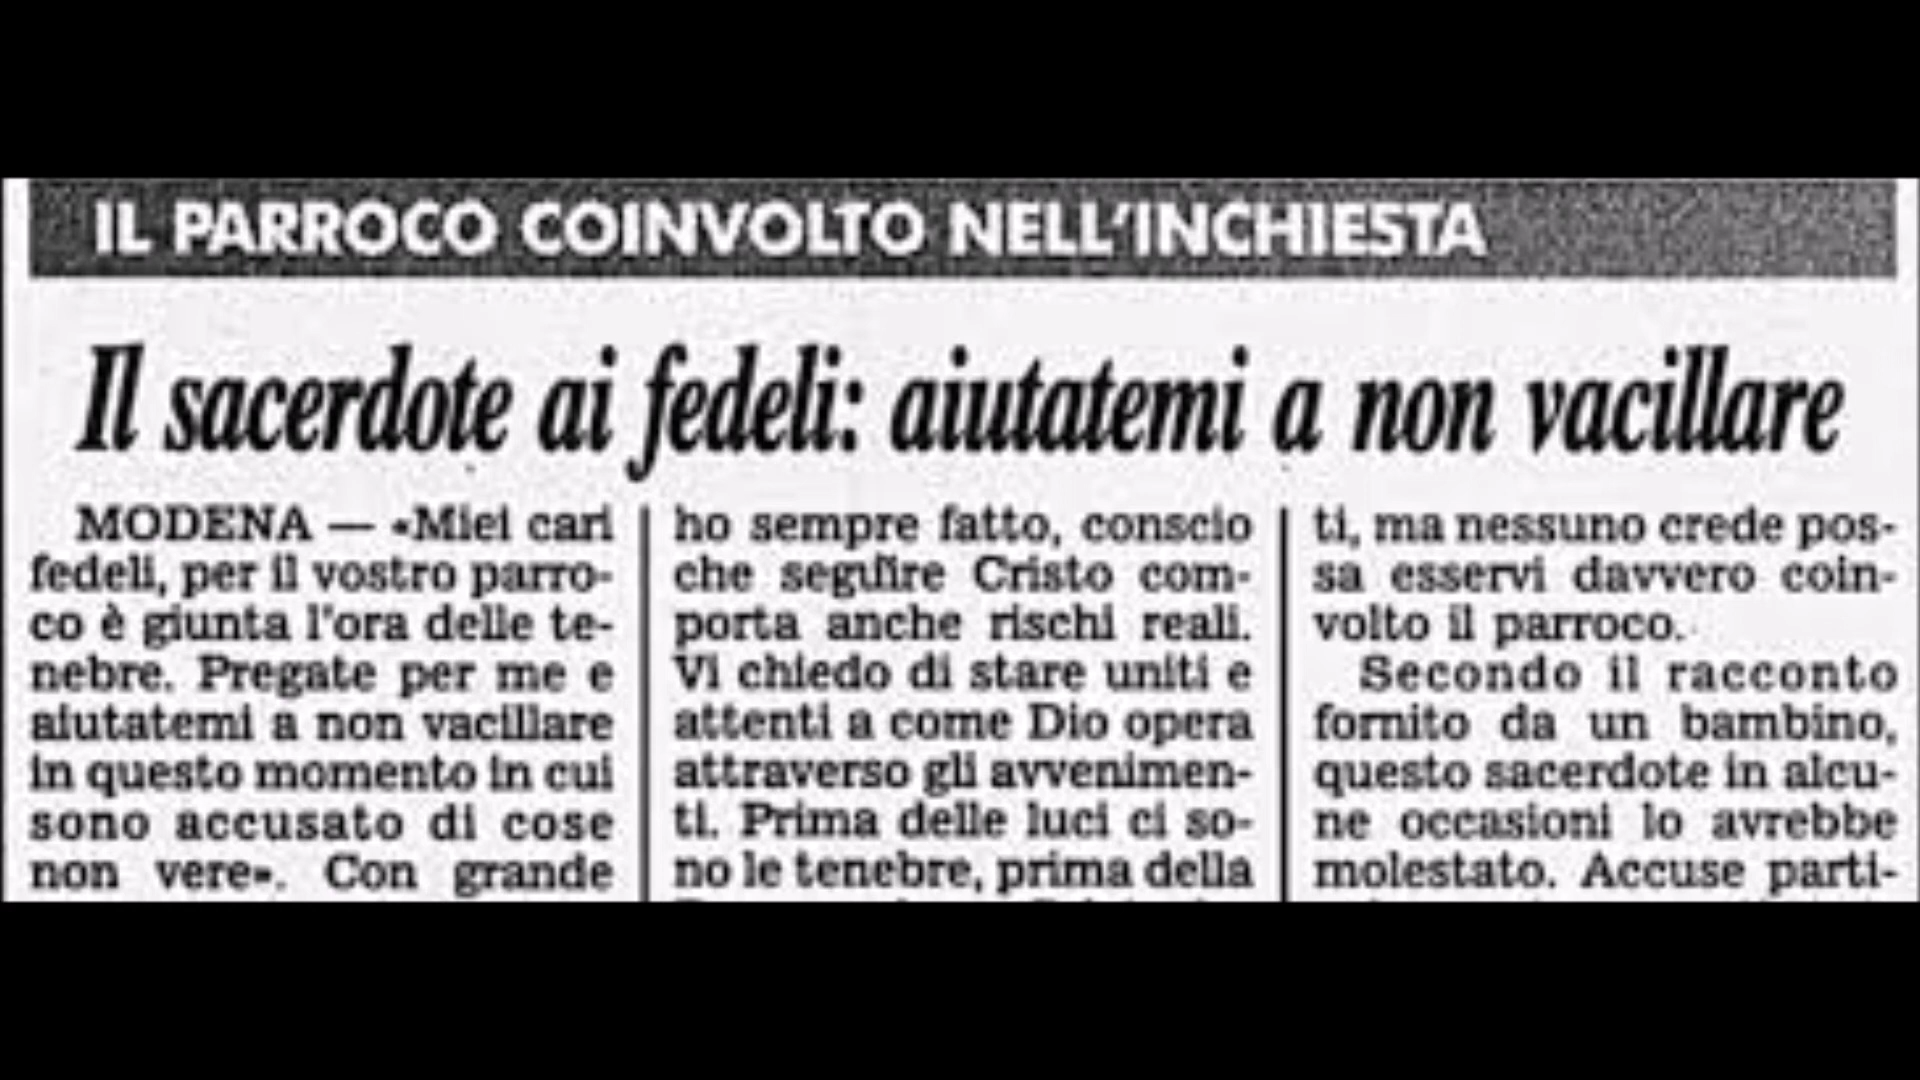 IL PARROCO COINVOLTO NELL'INCHIESTA
Il sacerdote ai fedeli: aiutatemi a non vacillare
MODENA — «Miei cari
fedeli, per il vostro parro-
co è giunta l'ora delle te-
nebre. Pregate per me e
aiutatemi a non vacillare
in questo momento in cui
sono accusato di cose
non vere». Con grande
ho sempre fatto, conscio
che seguire Cristo com-
porta anche rischi reali.
Vi chiedo di stare uniti e
attenti a come Dio opera
attraverso gli avvenimen-
ti. Prima delle luci ci so-
no le tenebre, prima della
ti, ma nessuno crede pos-
sa esservi davvero coin-
volto il parroco.
Secondo il racconto
fornito da un bambino,
questo sacerdote in alcu-
ne occasioni lo avrebbe
molestato. Accuse parti-